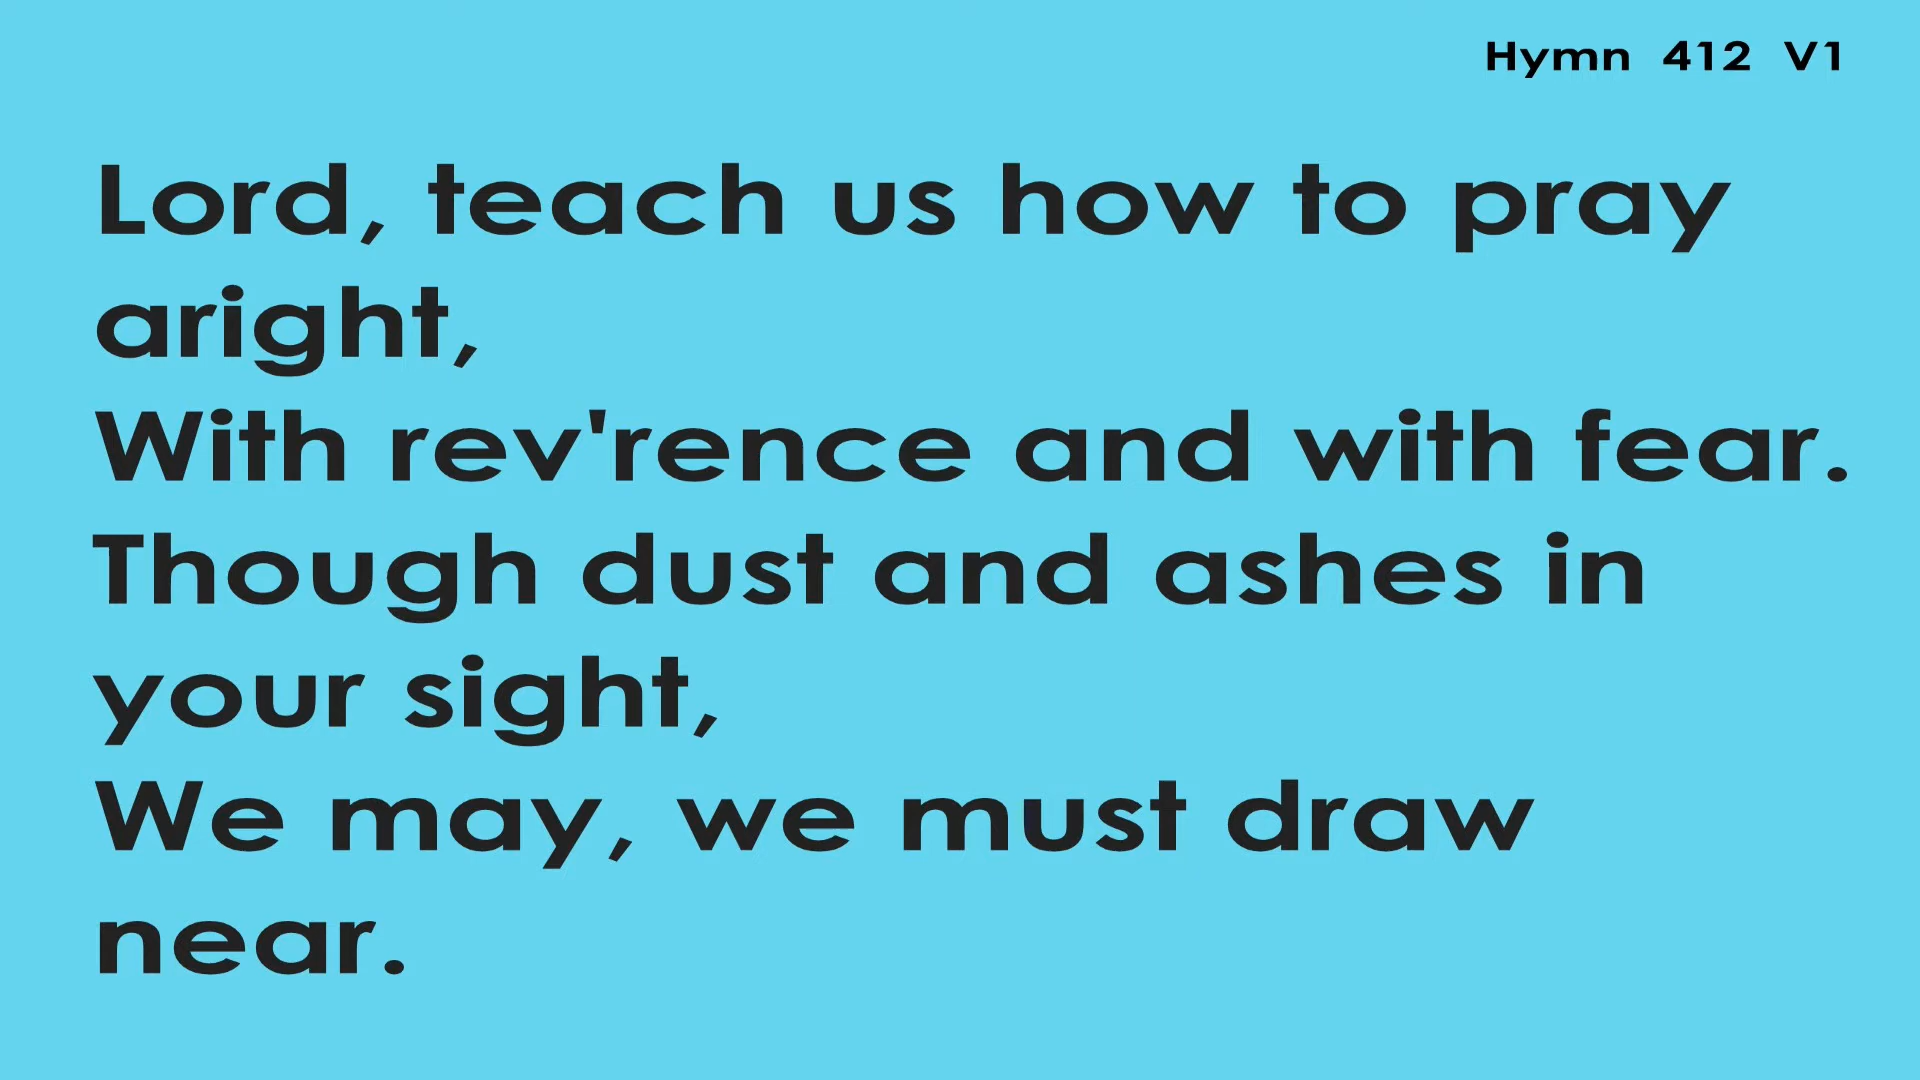 Hymn 412 V1
Lord, teach us how to pray
aright,
With rev'rence and with fear.
Though dust and ashes in
your sight,
We may, we must draw
near.